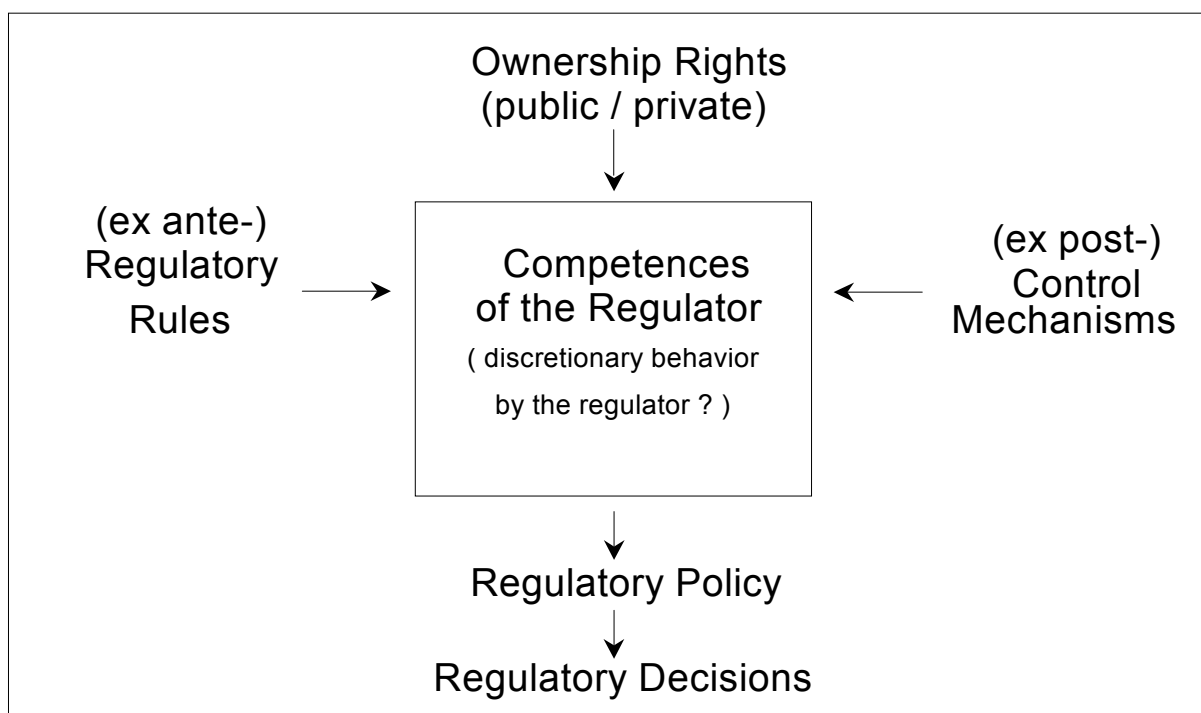 Ownership Rights
(public / private)
(ex ante-)
Regulatory
Rules
Competences
of the Regulator
( discretionary behavior
by the regulator ? )
(ex post-)
Control
Mechanisms
Regulatory Policy
Regulatory Decisions